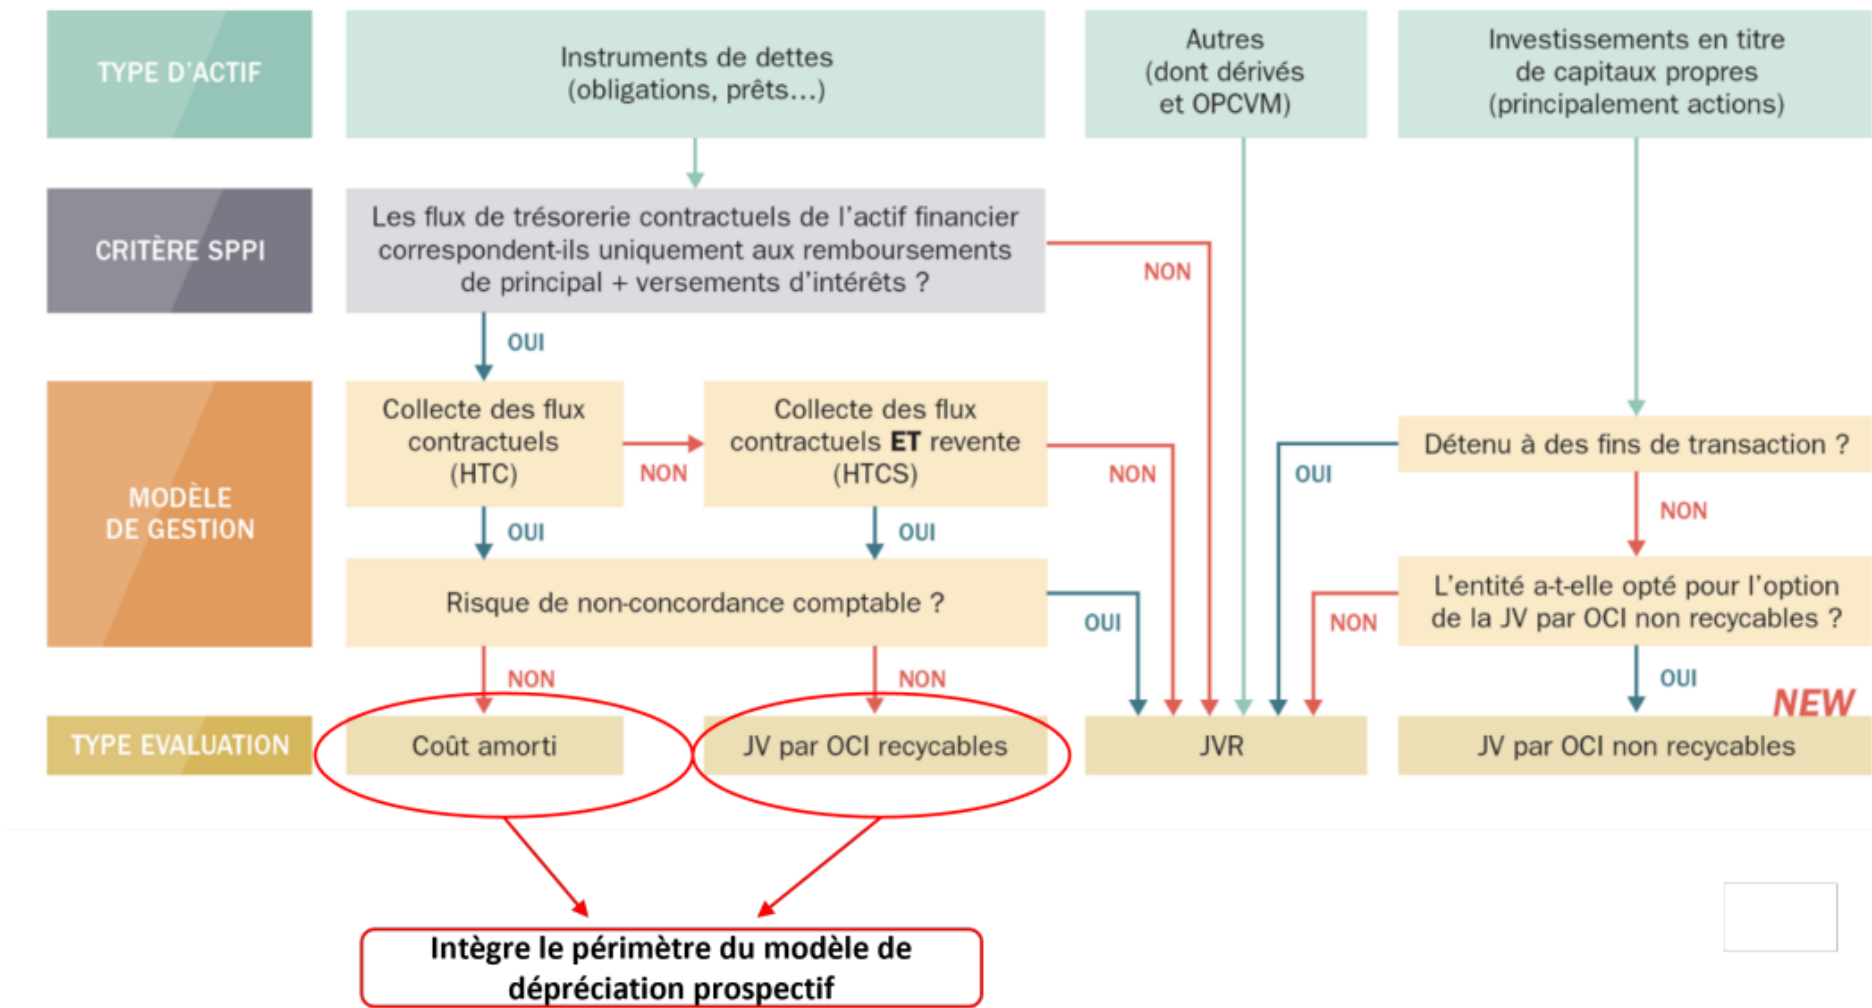 TYPE D'ACTIF
Instruments de dettes
(obligations, prêts…)
Autres
(dont dérivés
et OPCVM)
Investissements en titre
de capitaux propres
(principalement actions)
CRITÈRE SPPI
Les flux de trésorerie contractuels de l'actif financier
correspondent-ils uniquement aux remboursements
de principal + versements d'intérêts ?
NON
OUI
MODÈLE
DE GESTION
Collecte des flux
contractuels
(HTC)
NON
Collecte des flux
contractuels ET revente
(HTCS)
NON
OUI
Détenu à des fins de transaction ?
NON
OUI
OUI
Risque de non-concordance comptable ?
OUI
NON
L'entité a-t-elle opté pour l'option
de la JV par OCI non recycables ?
NON
NON
OUI
NEW
TYPE EVALUATION
Coût amorti
JV par OCI recycables
JVR
JV par OCI non recycables
Intègre le périmètre du modèle de
dépréciation prospectif